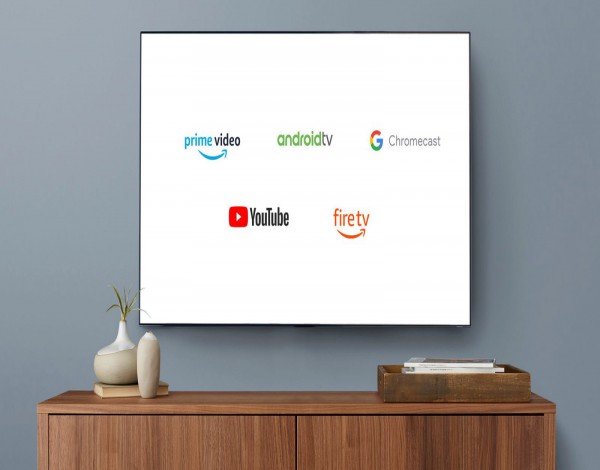 prime video
androidtv
Chromecast
YouTube
firetv